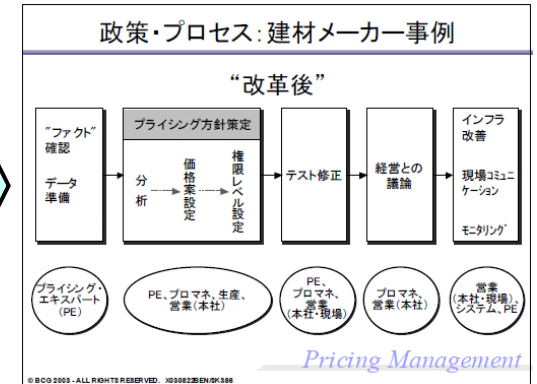 政策・プロセス：建材メーカー事例
“改革後”
“ファクト”
確認
データ
準備
プライシング方針策定
分
析
価格案設定
権限レベル設定
テスト修正
経営との
議論
インフラ
改善
現場コミュニ
ケーション
モニタリング
プライシング・
エキスパート
(PE)
PE、プロマネ、生産、
営業(本社)
PE、
プロマネ、
営業
(本社・現場)
プロマネ、
営業(本社)
営業
(本社・現場)、
システム、PE
Pricing Management
© BCG 2003 - ALL RIGHTS RESERVED.